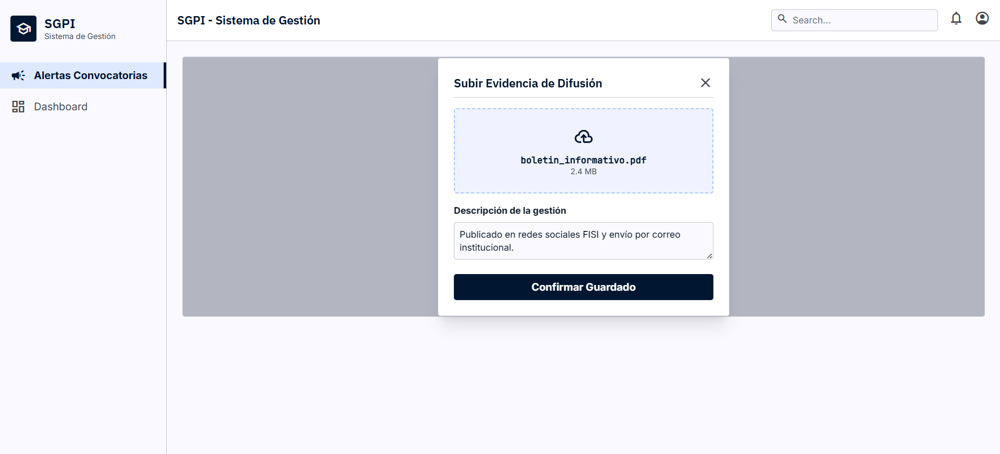 SGPI
Sistema de Gestión
Alertas Convocatorias
Dashboard
SGPI - Sistema de Gestión
Search...
Subir Evidencia de Difusión
boletin_informativo.pdf
2.4 MB
Descripción de la gestión
Publicado en redes sociales FISI y envío por correo
institucional.
Confirmar Guardado